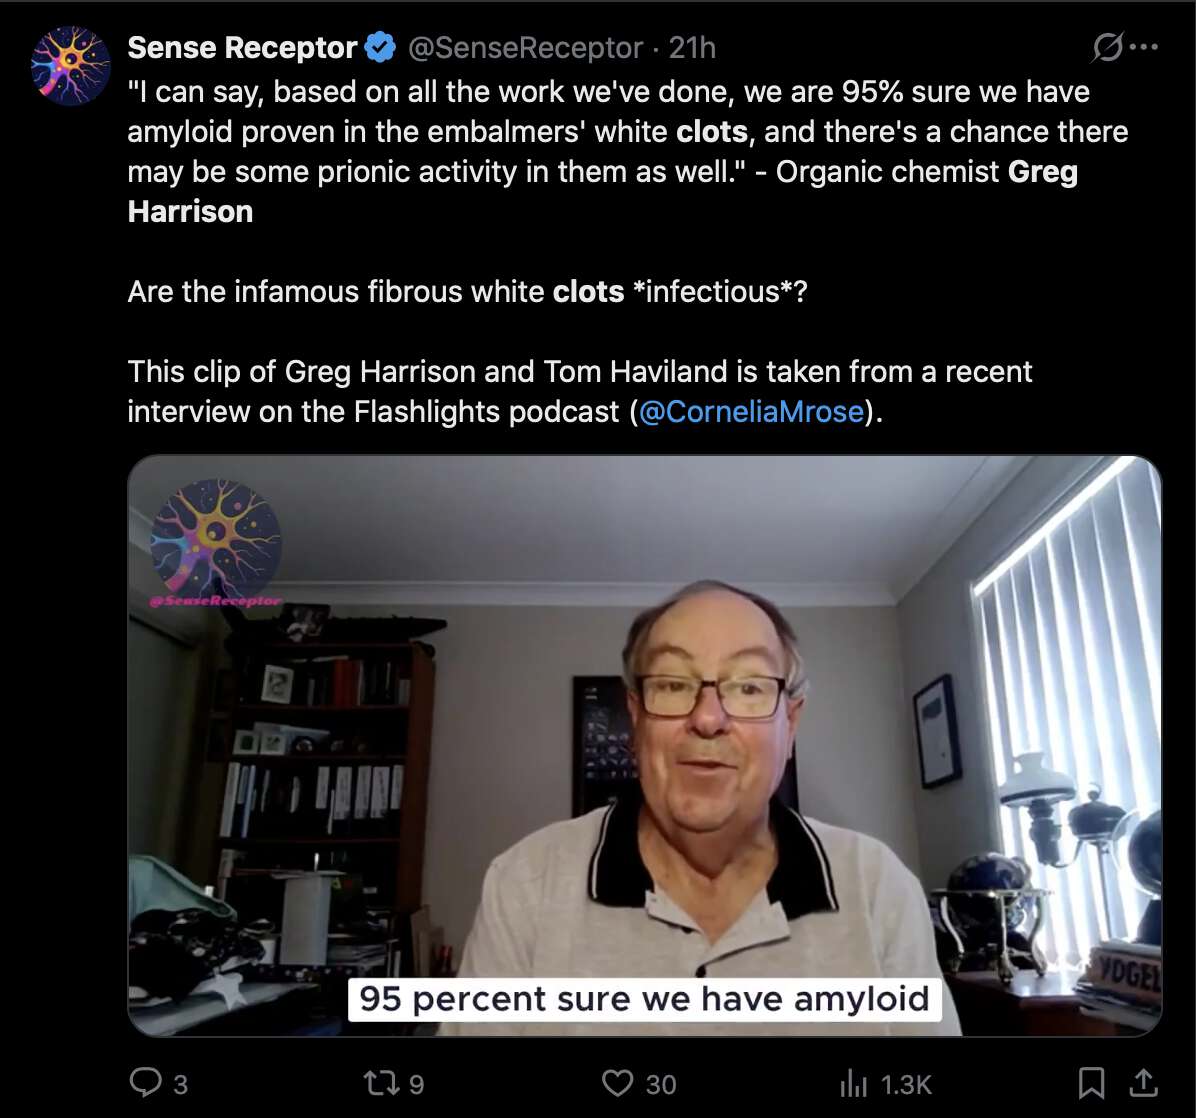 Sense Receptor @SenseReceptor · 21h
"I can say, based on all the work we've done, we are 95% sure we have
amyloid proven in the embalmers' white clots, and there's a chance there
may be some prionic activity in them as well." - Organic chemist Greg
Harrison
Are the infamous fibrous white clots *infectious*?
This clip of Greg Harrison and Tom Haviland is taken from a recent
interview on the Flashlights podcast (@CorneliaMrose).
@SenseReceptor
VOGEL
95 percent sure we have amyloid
3 9 30 1.3K